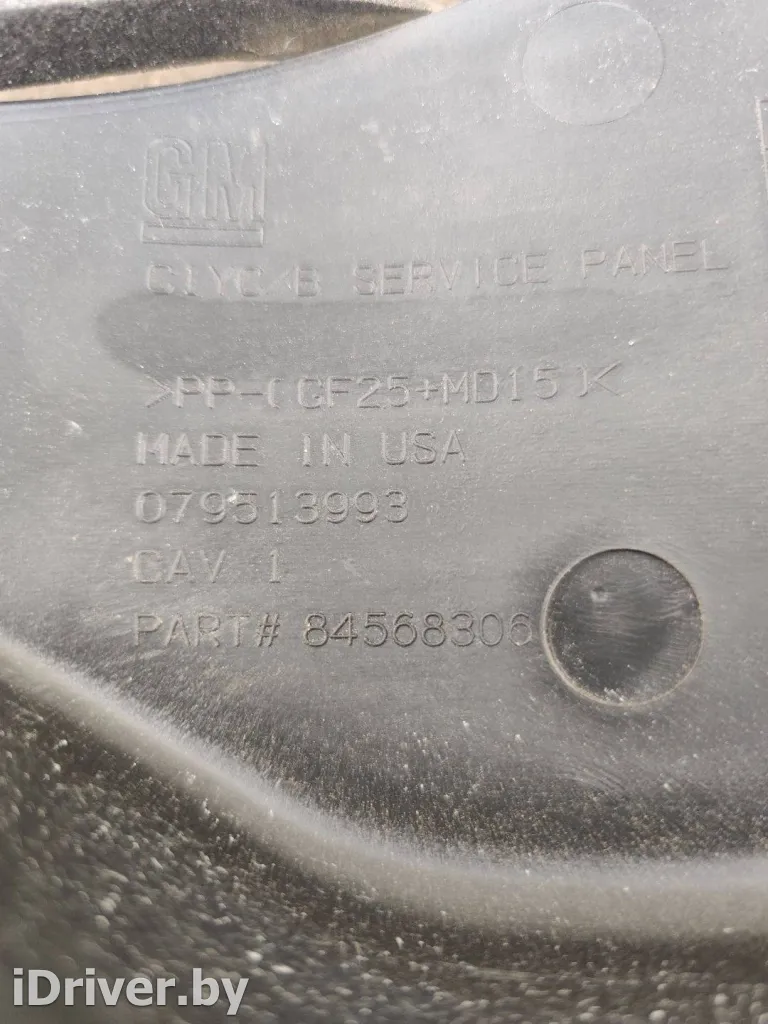 GM
C1YC/B SERVICE PANEL
>PP-(GF25+MD15)<
MADE IN USA
079513993
CAV 1
PART# 84568306
iDriver.by